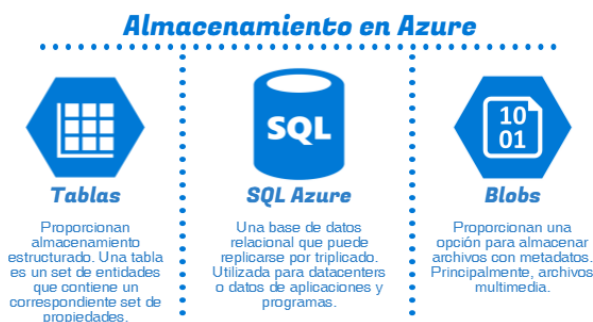 Almacenamiento en Azure
SQL
10
01
Tablas
Proporcionan
almacenamiento
estructurado. Una tabla
es un set de entidades
que contiene un
correspondiente set de
propiedades.
SQL Azure
Una base de datos
relacional que puede
replicarse por triplicado.
Utilizada para datacenters
o datos de aplicaciones y
programas.
Blobs
Proporcionan una
opción para almacenar
archivos con metadatos.
Principalmente, archivos
multimedia.